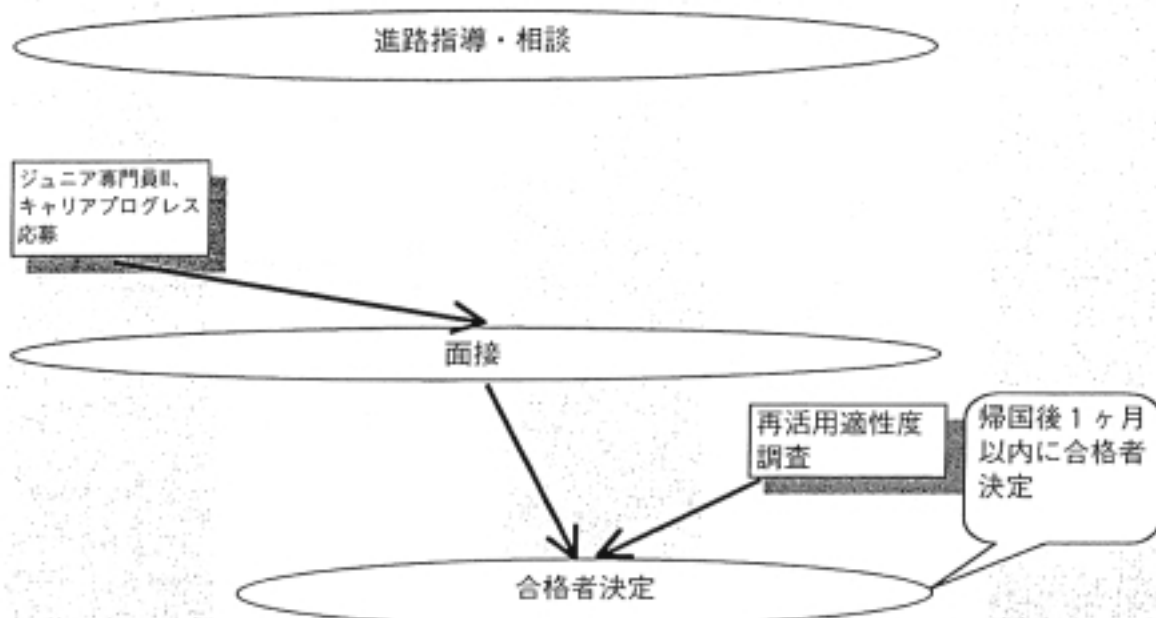 進路指導・相談
ジュニア専門員Ⅱ、
キャリアプログレス
応募
面接
再活用適性度
調査
帰国後1ヶ月
以内に合格者
決定
合格者決定